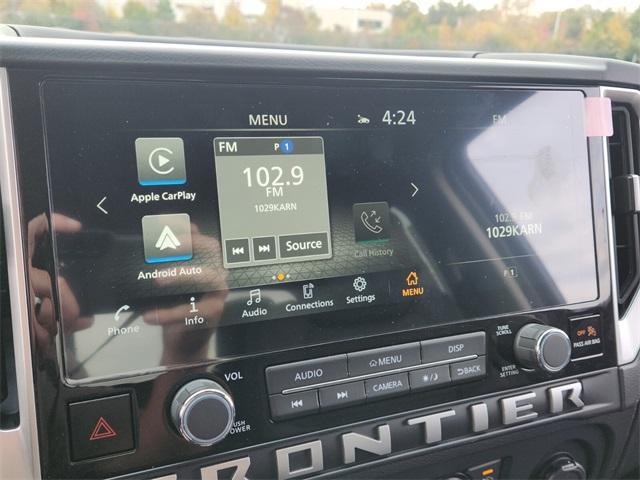 MENU
4:24
FM
FM P 1
102.9
FM
1029KARN
Source
Apple CarPlay
Android Auto
Call History
102.9 FM
1029KARN
P 1
Phone
Info
Audio
Connections
Settings
MENU
VOL
PUSH POWER
AUDIO
MENU
DISP
CAMERA
BACK
TUNE
SCROLL
ENTER
SETTING
OFF
PASS AIR BAG
FRONTIER